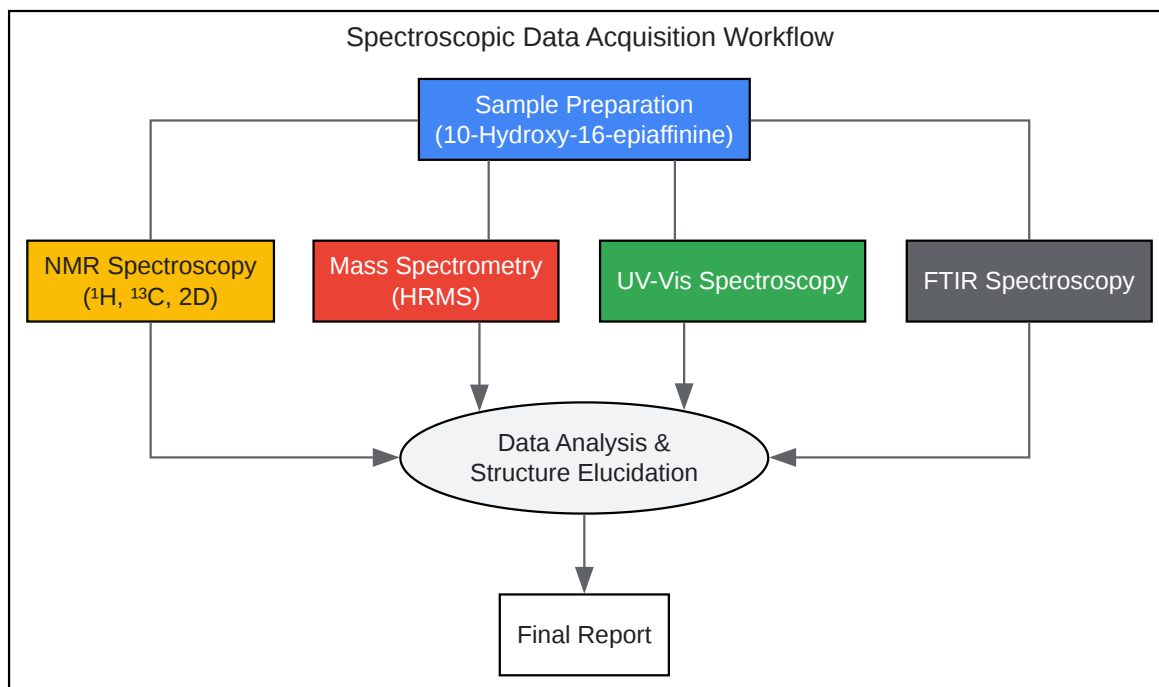 Spectroscopic Data Acquisition Workflow
Sample Preparation
(10-Hydroxy-16-epiaffinine)
NMR Spectroscopy
(¹H, ¹³C, 2D)
Mass Spectrometry
(HRMS)
UV-Vis Spectroscopy
FTIR Spectroscopy
Data Analysis &
Structure Elucidation
Final Report